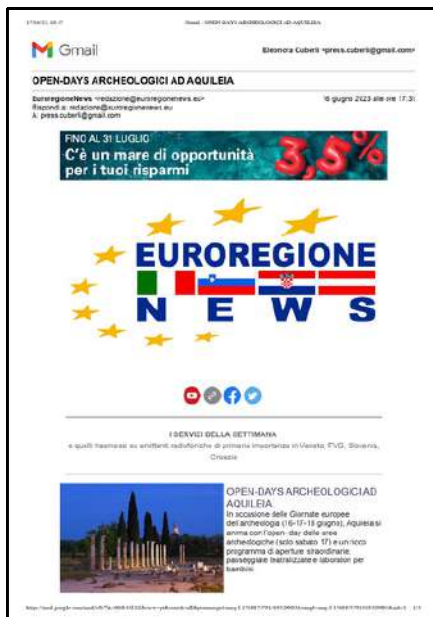 Gmail - OPEN-DAYS ARCHEOLOGICI AD AQUILEIA
Gmail
Eleonora Cuberli <press.cuberli@gmail.com>
OPEN-DAYS ARCHEOLOGICI AD AQUILEIA
EuroregioneNews <redazione@euroregionenews.eu>
16 giugno 2023 alle ore 17:31
Rispondi a: redazione@euroregionenews.eu
A: press.cuberli@gmail.com
FINO AL 31 LUGLIO
C'è un mare di opportunità
per i tuoi risparmi
3,5%
EUROREGIONE
NEWS
I SERVIZI DELLA SETTIMANA
e quelli trasmessi su emittenti radiofoniche di primaria importanza in Veneto, FVG, Slovenia,
Croazia
OPEN-DAYS ARCHEOLOGICI AD
AQUILEIA
In occasione delle Giornate europee
dell'archeologia (16-17-18 giugno), Aquileia si
anima con l'open-day delle aree
archeologiche (solo sabato 17) e un ricco
programma di aperture straordinarie,
passeggiate teatralizzate e laboratori per
bambini